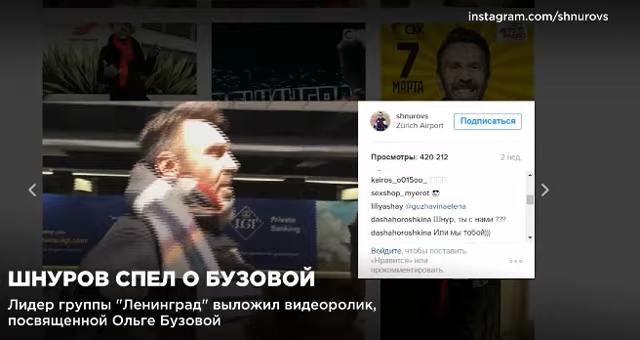 instagram.com/shnurovs
7
МАРТА
shnurovs
Zürich Airport
Подписаться
Просмотры: 420 212
2 нед.
keiros_o015oo_
sexshop_myerot
liliyashay @guzhavinaelena
dashahoroshkina Шнур, ты с нами ???
dashahoroshkina Или мы тобой)))
Войдите, чтобы поставить
«Нравится» или
прокомментировать.
LGT
Private
Banking
ШНУРОВ СПЕЛ О БУЗОВОЙ
Лидер группы "Ленинград" выложил видеоролик,
посвященной Ольге Бузовой